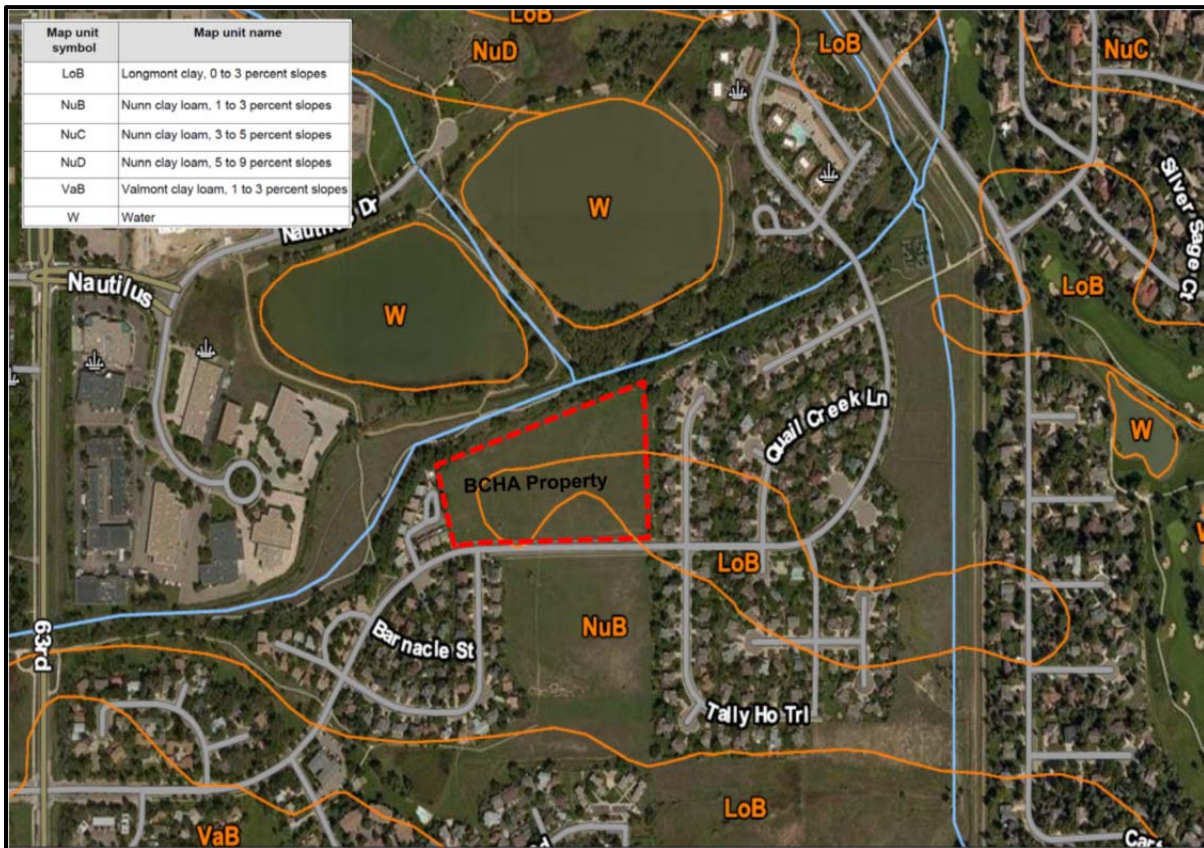 Map unit symbol Map unit name
LoB Longmont clay, 0 to 3 percent slopes
NuB Nunn clay loam, 1 to 3 percent slopes
NuC Nunn clay loam, 3 to 5 percent slopes
NuD Nunn clay loam, 5 to 9 percent slopes
VaB Valmont clay loam, 1 to 3 percent slopes
W Water
LoB
NuD
LoB
NuC
Nautilus Dr
W
Silver Sage Ct
Nautilus
W
LoB
W
Quail Creek Ln
BCHA Property
LoB
NuB
63rd
Barnacle St
Tally Ho Trl
LoB
VaB